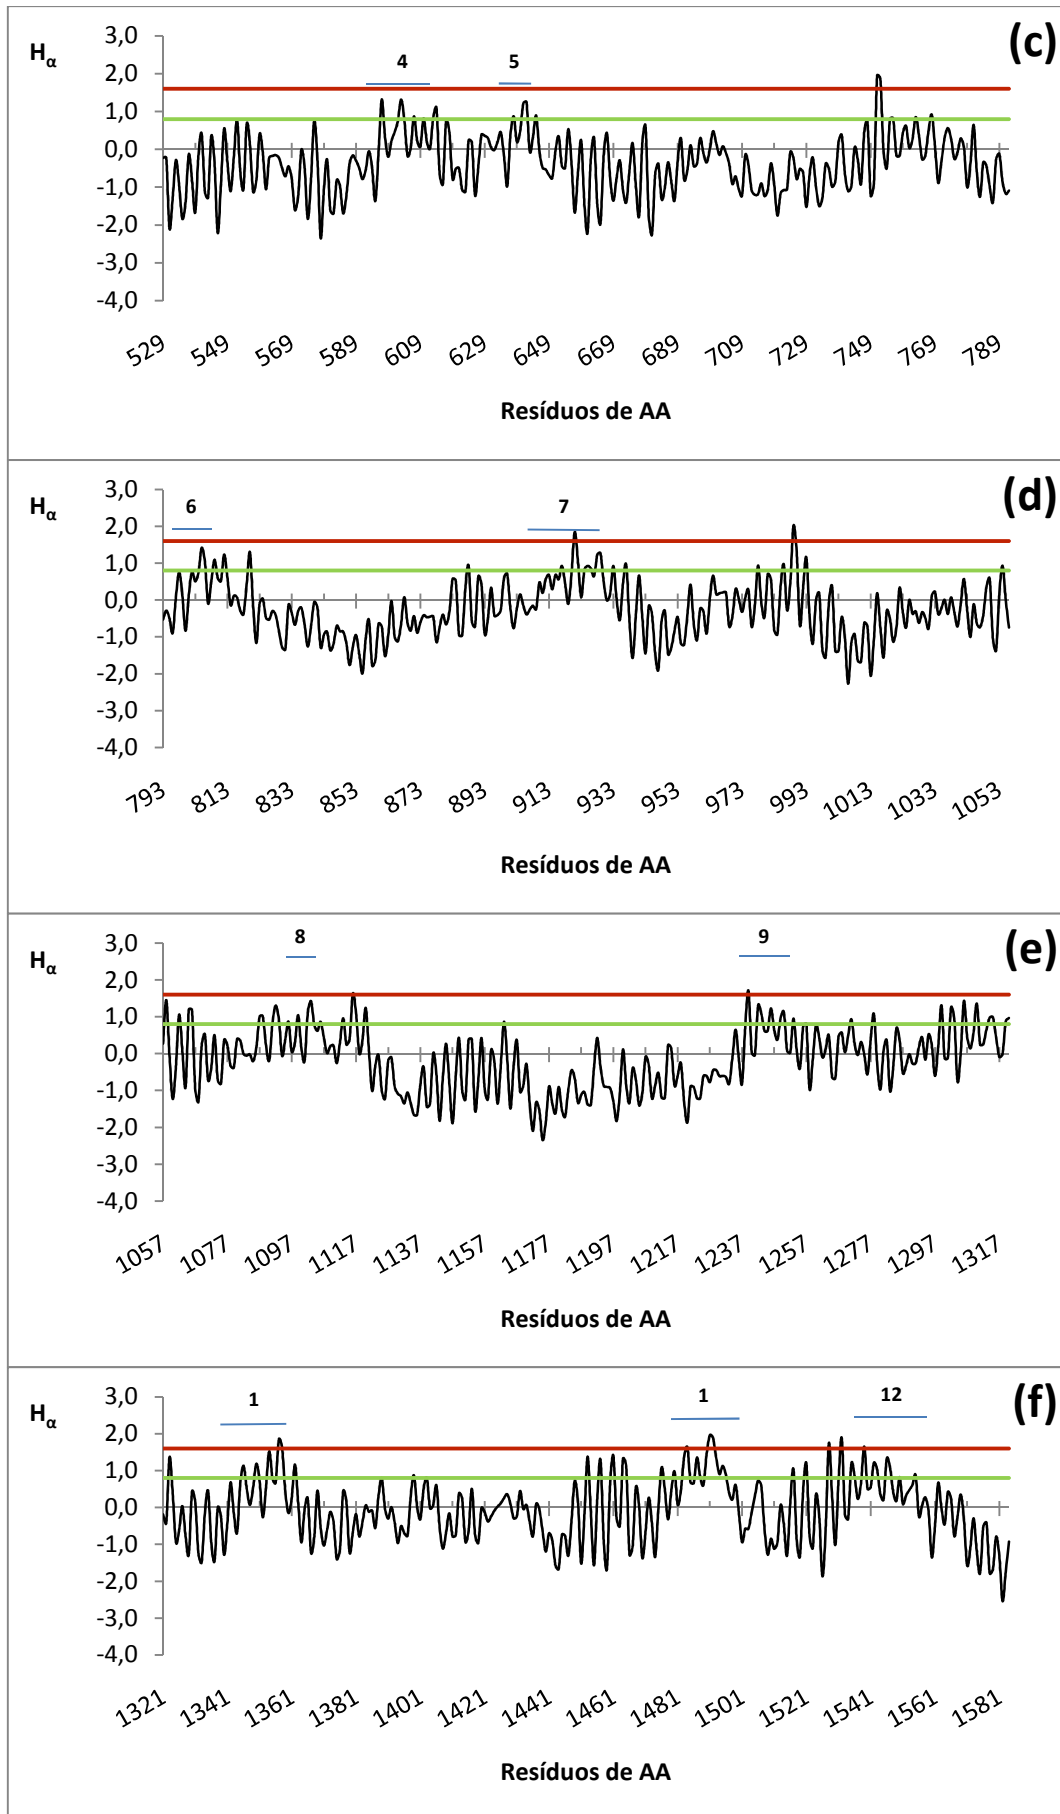 (c)
Hα
4 5
3,0
2,0
1,0
0,0
-1,0
-2,0
-3,0
-4,0
529 549 569 589 609 629 649 669 689 709 729 749 769 789
Resíduos de AA
(d)
Hα
6 7
3,0
2,0
1,0
0,0
-1,0
-2,0
-3,0
-4,0
793 813 833 853 873 893 913 933 953 973 993 1013 1033 1053
Resíduos de AA
(e)
Hα
8 9
3,0
2,0
1,0
0,0
-1,0
-2,0
-3,0
-4,0
1057 1077 1097 1117 1137 1157 1177 1197 1217 1237 1257 1277 1297 1317
Resíduos de AA
(f)
Hα
1 1 12
3,0
2,0
1,0
0,0
-1,0
-2,0
-3,0
-4,0
1321 1341 1361 1381 1401 1421 1441 1461 1481 1501 1521 1541 1561 1581
Resíduos de AA